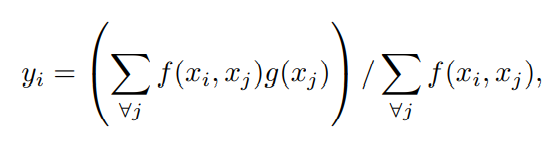 y_i = \left( \sum_{\forall j} f(x_i, x_j) g(x_j) \right) / \sum_{\forall j} f(x_i, x_j),